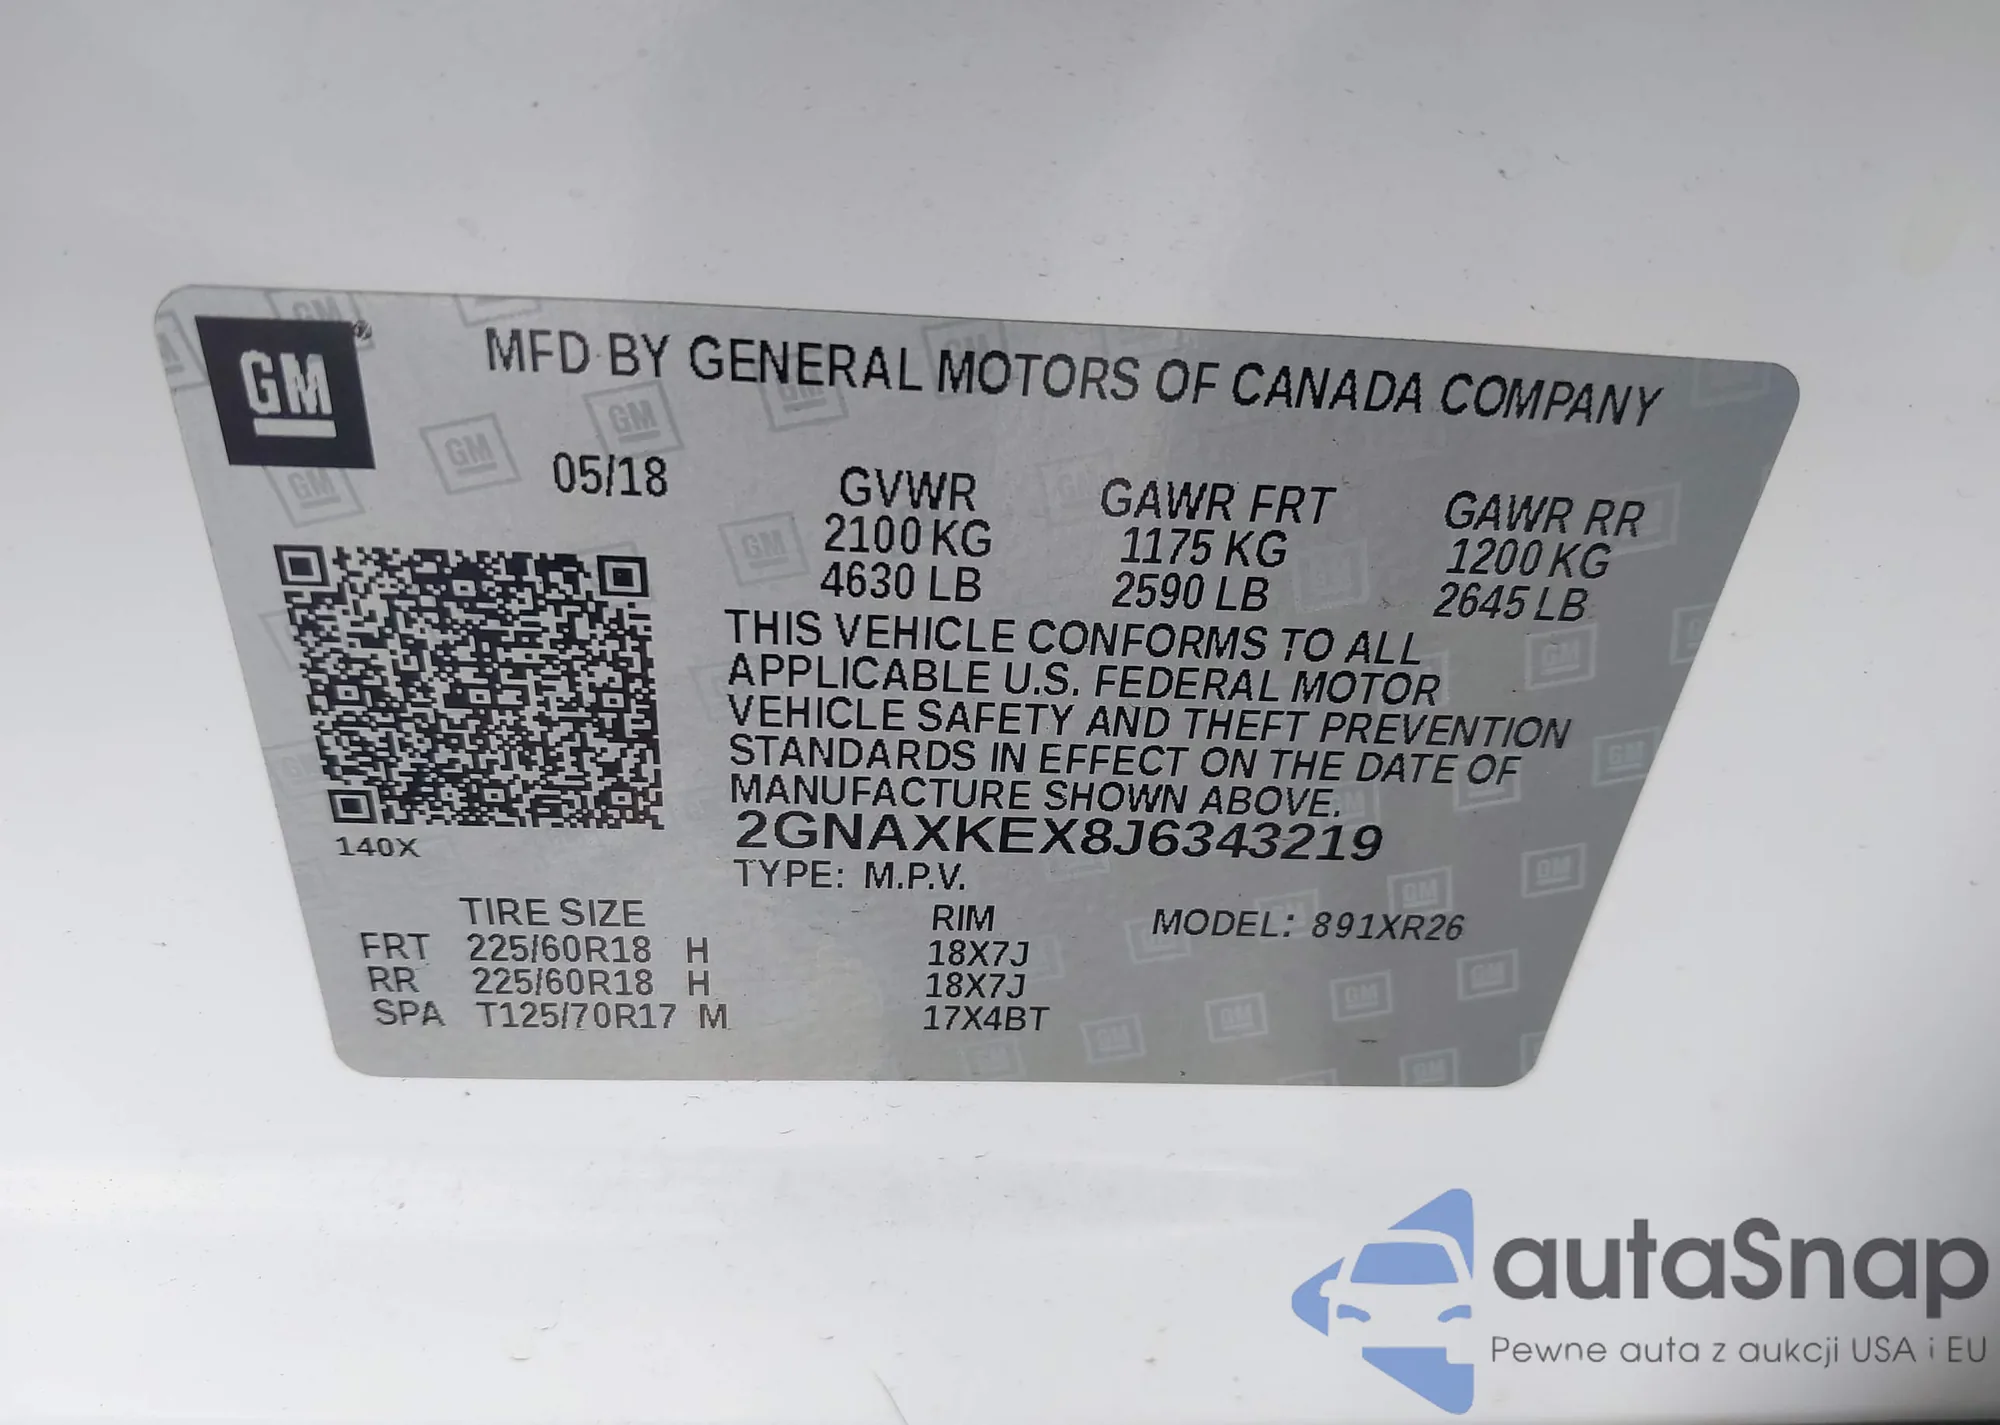 GM
MFD BY GENERAL MOTORS OF CANADA COMPANY
05/18
GVWR GAWR FRT GAWR RR
2100 KG 1175 KG 1200 KG
4630 LB 2590 LB 2645 LB
THIS VEHICLE CONFORMS TO ALL
APPLICABLE U.S. FEDERAL MOTOR
VEHICLE SAFETY AND THEFT PREVENTION
STANDARDS IN EFFECT ON THE DATE OF
MANUFACTURE SHOWN ABOVE.
2GNAXKEX8J6343219
140X
TYPE: M.P.V.
TIRE SIZE RIM MODEL: 891XR26
FRT 225/60R18 H 18X7J
RR 225/60R18 H 18X7J
SPA T125/70R17 M 17X4BT
autaSnap
Pewne auta z aukcji USA i EU